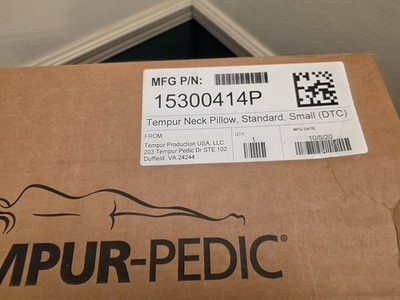 MFG P/N:
15300414P
Tempur Neck Pillow, Standard, Small (DTC)
FROM:
Tempur Production USA, LLC.
203 Tempur Pedic Dr STE 102
Duffield, VA 24244
QTY
1
MFG DATE
10/5/20
MPUR-PEDIC®